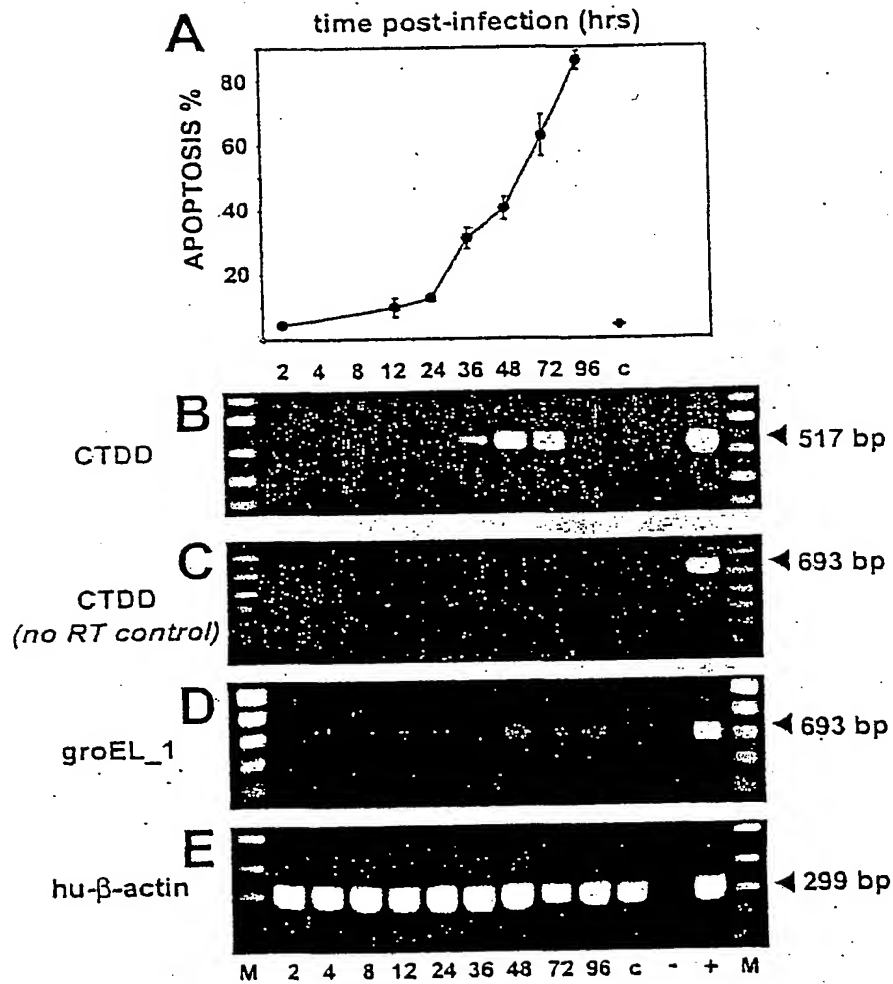 A
time post-infection (hrs)
APOPTOSIS %
80
60
40
20
2 4 8 12 24 36 48 72 96 c
B
CTDD
517 bp
C
CTDD
(no RT control)
693 bp
D
groEL_1
693 bp
E
hu-β-actin
299 bp
M 2 4 8 12 24 36 48 72 96 c - + M